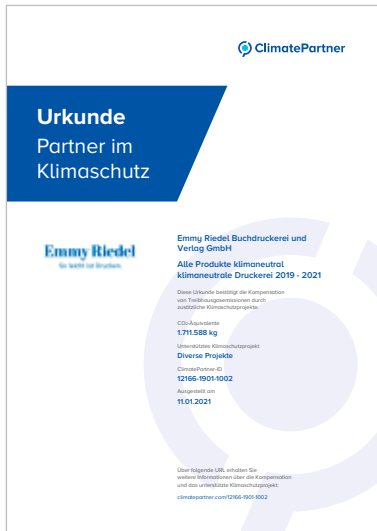 ClimatePartner
Urkunde
Partner im
Klimaschutz
Emmy Riedel
So leicht ist Drucken.
Emmy Riedel Buchdruckerei und
Verlag GmbH
Alle Produkte klimaneutral
klimaneutrale Druckerei 2019 - 2021
Diese Urkunde bestätigt die Kompensation
von Treibhausgasemissionen durch
zusätzliche Klimaschutzprojekte.
CO₂-Äquivalente
1.711.588 kg
Unterstütztes Klimaschutzprojekt
Diverse Projekte
ClimatePartner-ID
12166-1901-1002
Ausgestellt am
11.01.2021
Über folgende URL erhalten Sie
weitere Informationen über die Kompensation
und das unterstützte Klimaschutzprojekt:
climatepartner.com/12166-1901-1002